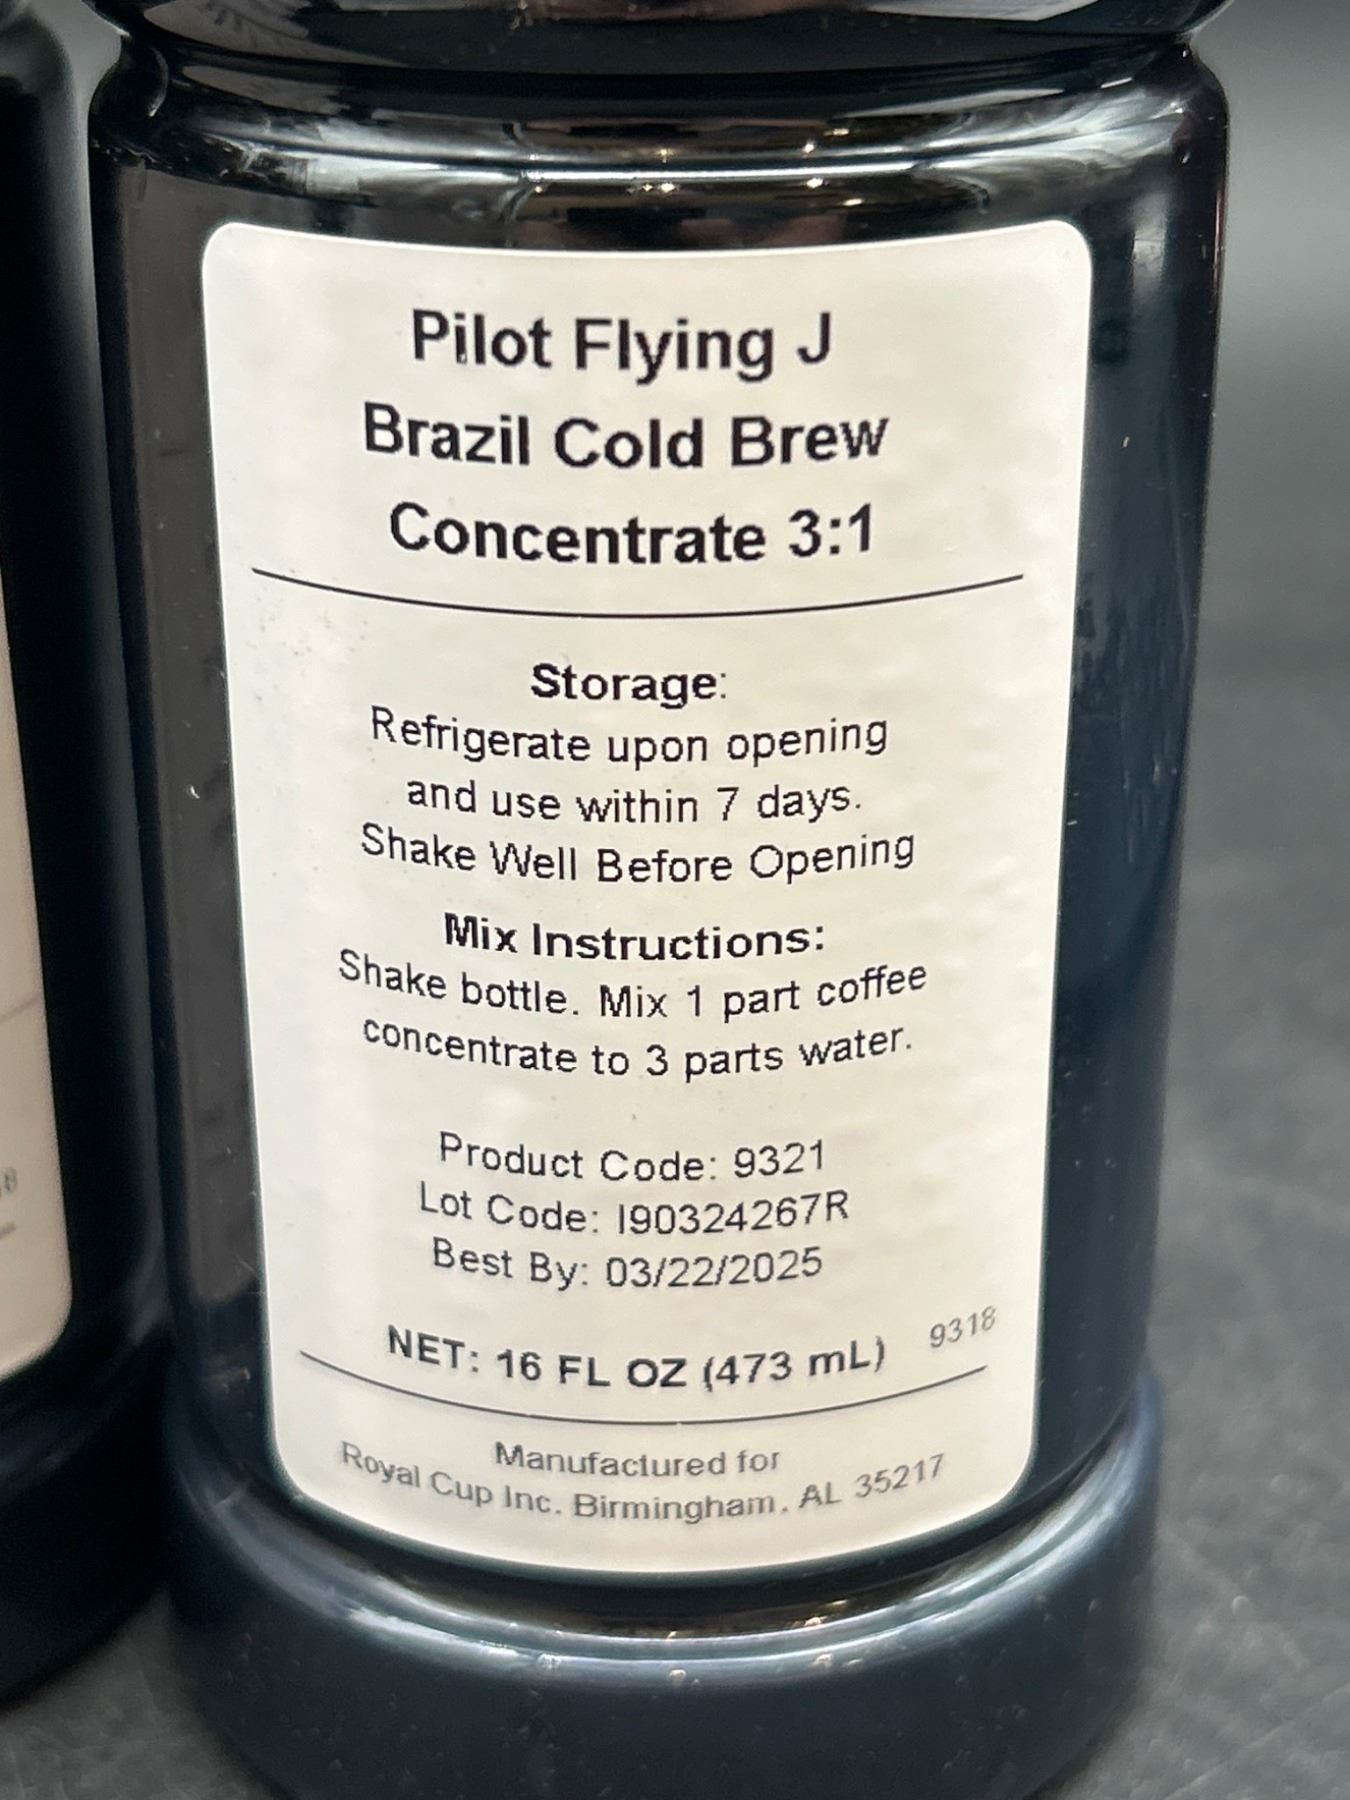 Pilot Flying J
Brazil Cold Brew
Concentrate 3:1
Storage:
Refrigerate upon opening
and use within 7 days.
Shake Well Before Opening
Mix Instructions:
Shake bottle. Mix 1 part coffee
concentrate to 3 parts water.
Product Code: 9321
Lot Code: I90324267R
Best By: 03/22/2025
NET: 16 FL OZ (473 mL)
9318
Manufactured for
Royal Cup Inc. Birmingham, AL 35217